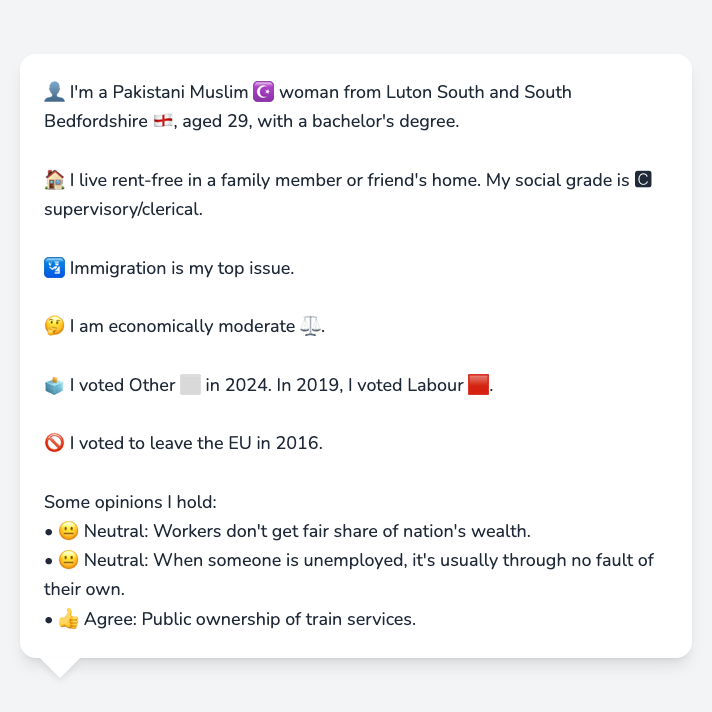 👤 I'm a Pakistani Muslim ☪️ woman from Luton South and South
Bedfordshire 🏴󠁧󠁢󠁥󠁮󠁧󠁿, aged 29, with a bachelor's degree.
🏠 I live rent-free in a family member or friend's home. My social grade is 🅲
supervisory/clerical.
🛂 Immigration is my top issue.
🤔 I am economically moderate ⚖️.
🗳️ I voted Other ⬜ in 2024. In 2019, I voted Labour 🟥.
🚫 I voted to leave the EU in 2016.
Some opinions I hold:
• 😐 Neutral: Workers don't get fair share of nation's wealth.
• 😐 Neutral: When someone is unemployed, it's usually through no fault of
their own.
• 👍 Agree: Public ownership of train services.